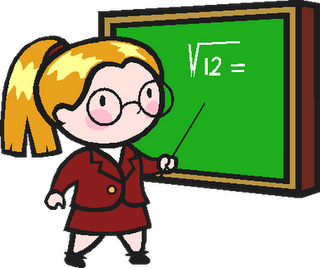 √12 =